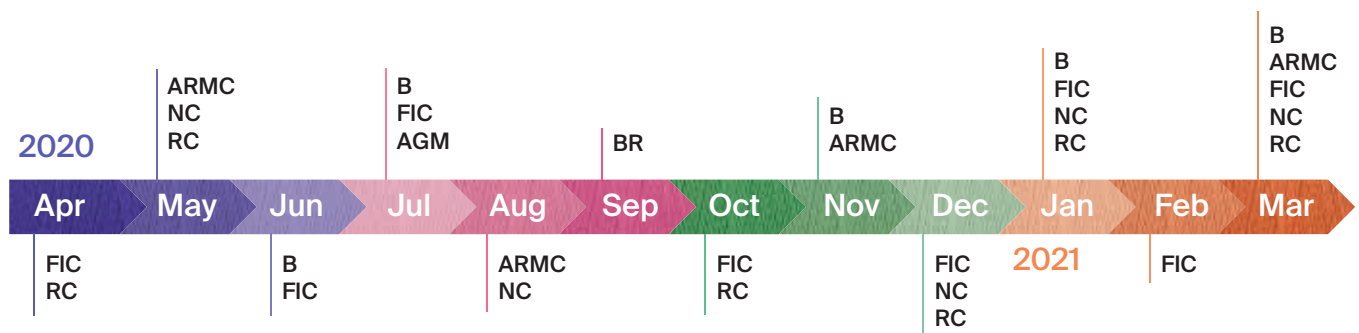 2020
ARMC
NC
RC
B
FIC
AGM
BR
B
ARMC
B
FIC
NC
RC
B
ARMC
FIC
NC
RC
Apr May Jun Jul Aug Sep Oct Nov Dec Jan Feb Mar
FIC
RC
B
FIC
ARMC
NC
FIC
RC
FIC
NC
RC
2021
FIC